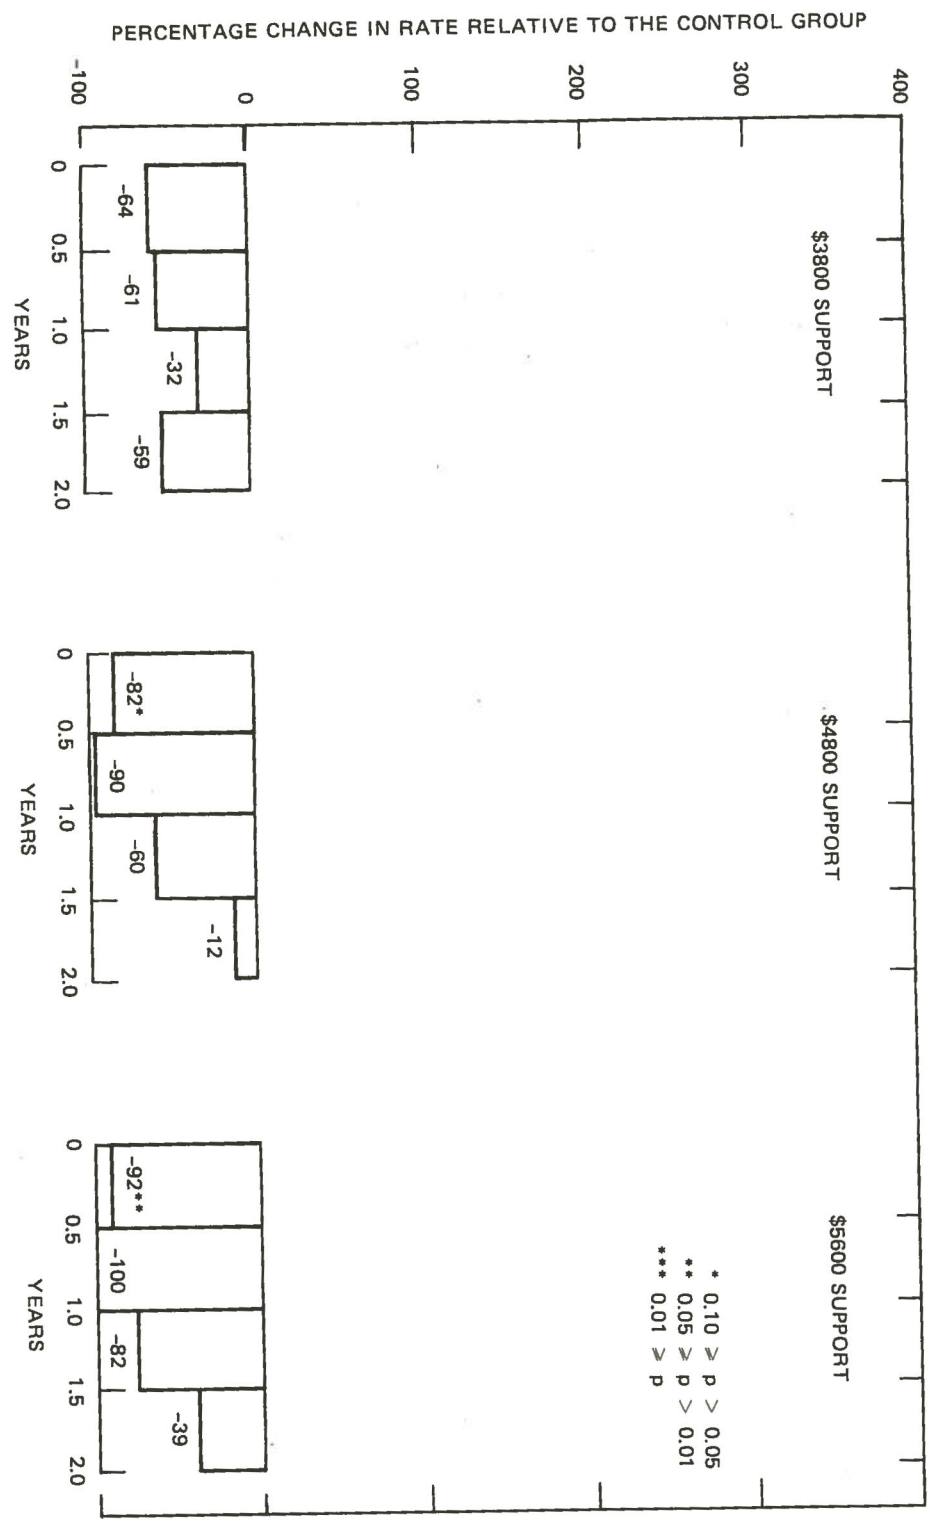 PERCENTAGE CHANGE IN RATE RELATIVE TO THE CONTROL GROUP
400
300
200
100
0
-100
$3800 SUPPORT
$4800 SUPPORT
$5600 SUPPORT
* 0.10 ⩾ p > 0.05
** 0.05 ⩾ p > 0.01
*** 0.01 ⩾ p
-64
-61
-32
-59
0 0.5 1.0 1.5 2.0
YEARS
-82*
-90
-60
-12
0 0.5 1.0 1.5 2.0
YEARS
-92**
-100
-82
-39
0 0.5 1.0 1.5 2.0
YEARS